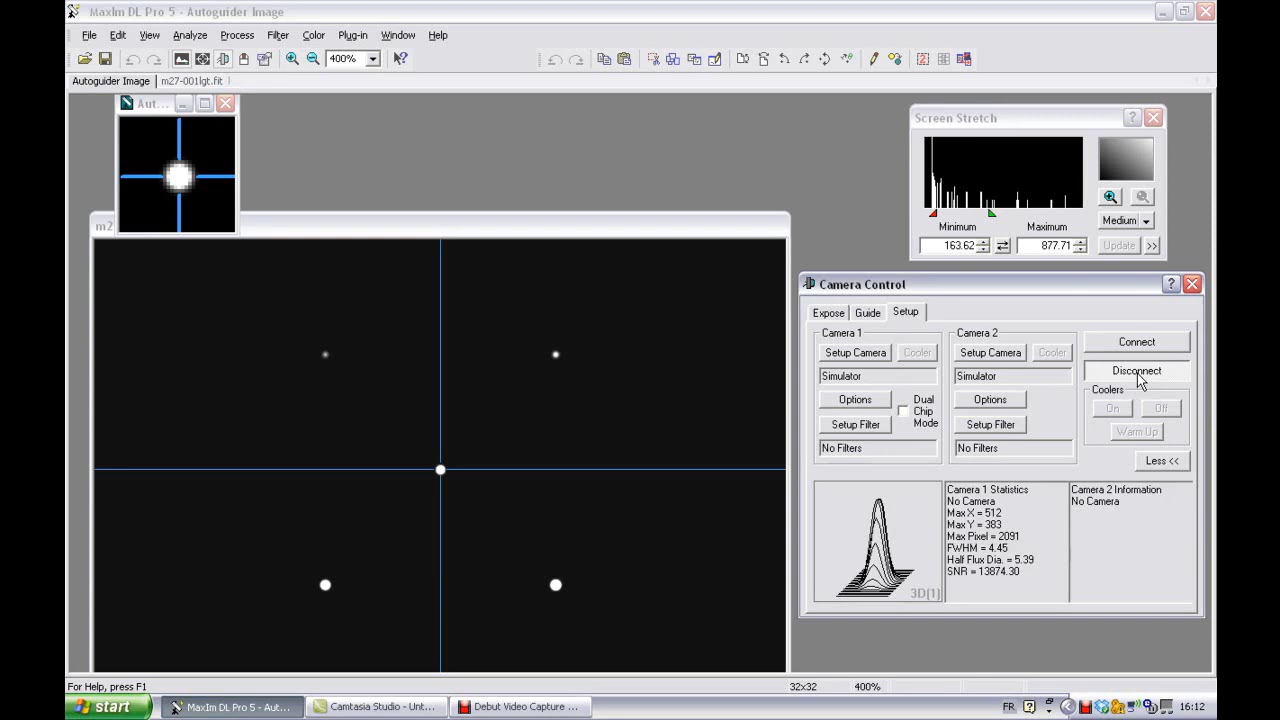 MaxIm DL Pro 5 - Autoguider Image
File Edit View Analyze Process Filter Color Plug-in Window Help
400%
Autoguider Image m27-001lgt.fit
Aut...
m2
Screen Stretch
Medium
Minimum Maximum
163.62 877.71 Update >>
Camera Control
Expose Guide Setup
Camera 1 Camera 2
Connect
Setup Camera Cooler Setup Camera Cooler
Simulator Simulator
Disconnect
Coolers
Options Dual Chip Mode Options
On Off
Setup Filter Setup Filter
Warm Up
No Filters No Filters
Less <<
3D[1]
Camera 1 Statistics
No Camera
Max X = 512
Max Y = 383
Max Pixel = 2091
FWHM = 4.45
Half Flux Dia. = 5.39
SNR = 13874.30
Camera 2 Information
No Camera
For Help, press F1 32x32 400%
start MaxIm DL Pro 5 - Aut... Camtasia Studio - Unt... Debut Video Capture ... FR 16:12